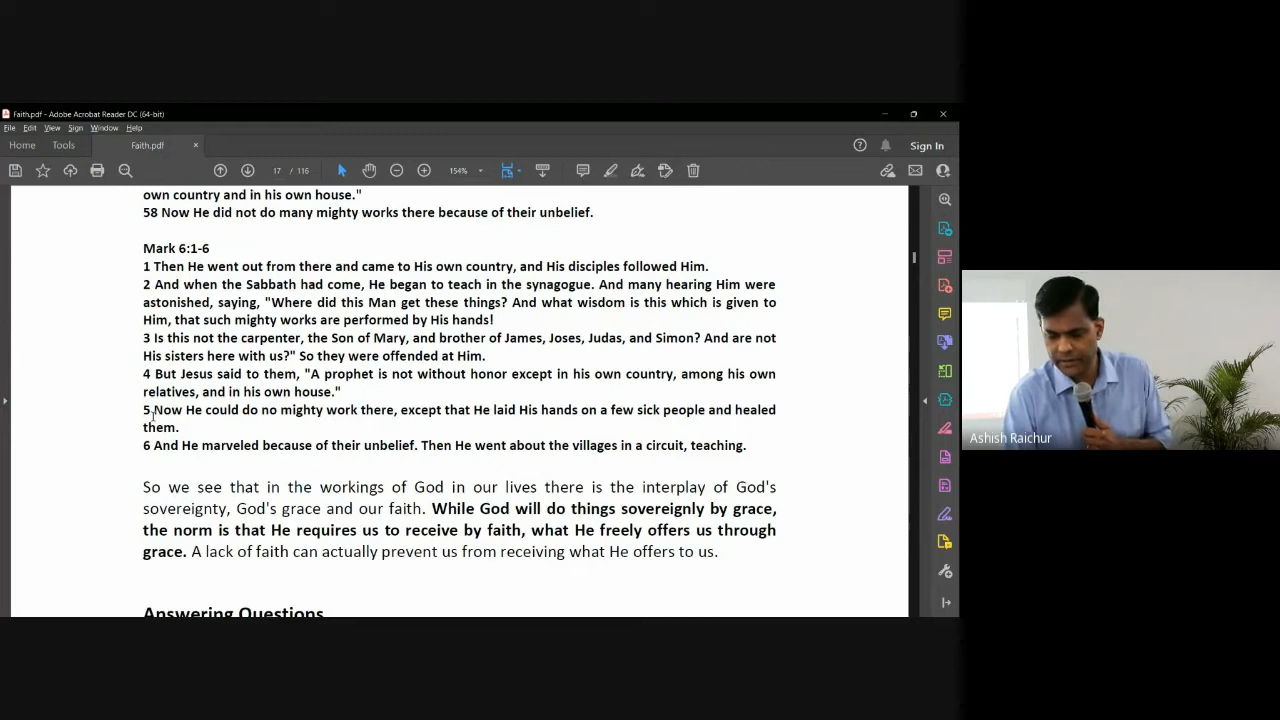 Faith.pdf - Adobe Acrobat Reader DC (64-bit)
File Edit View Sign Window Help
Home Tools Faith.pdf × Sign In
17 / 116 154%
own country and in his own house."
58 Now He did not do many mighty works there because of their unbelief.
Mark 6:1-6
1 Then He went out from there and came to His own country, and His disciples followed Him.
2 And when the Sabbath had come, He began to teach in the synagogue. And many hearing Him were
astonished, saying, "Where did this Man get these things? And what wisdom is this which is given to
Him, that such mighty works are performed by His hands!
3 Is this not the carpenter, the Son of Mary, and brother of James, Joses, Judas, and Simon? And are not
His sisters here with us?" So they were offended at Him.
4 But Jesus said to them, "A prophet is not without honor except in his own country, among his own
relatives, and in his own house."
5 Now He could do no mighty work there, except that He laid His hands on a few sick people and healed
them.
6 And He marveled because of their unbelief. Then He went about the villages in a circuit, teaching.
So we see that in the workings of God in our lives there is the interplay of God's
sovereignty, God's grace and our faith. While God will do things sovereignly by grace,
the norm is that He requires us to receive by faith, what He freely offers us through
grace. A lack of faith can actually prevent us from receiving what He offers to us.
Answering Questions
Ashish Raichur